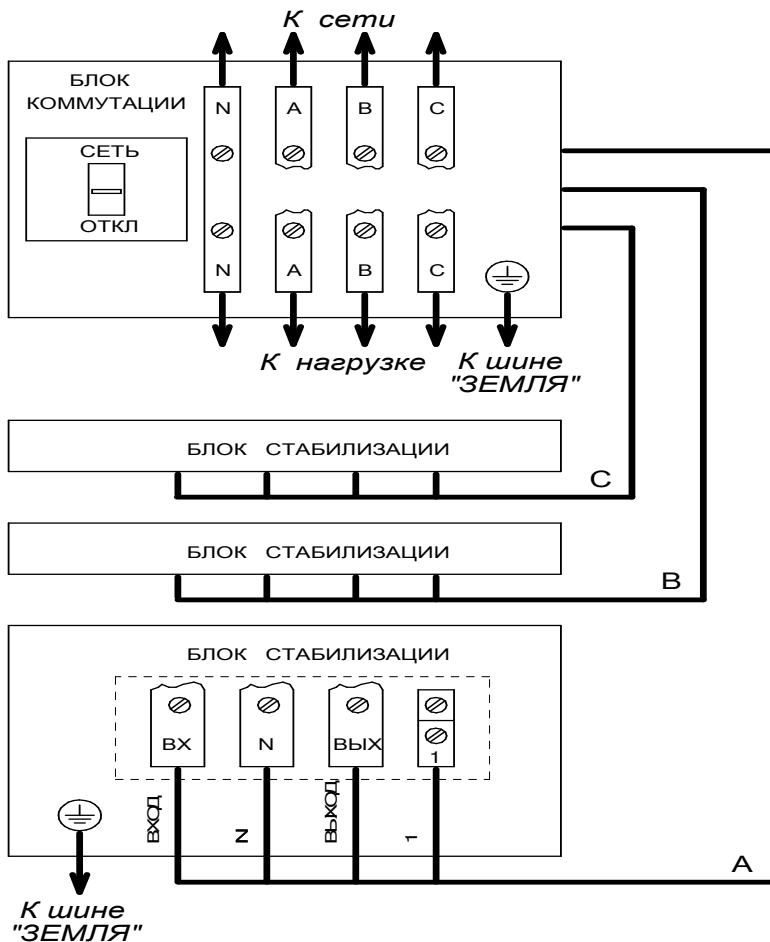 К сети
БЛОК
КОММУТАЦИИ
N A B C
СЕТЬ
ОТКЛ
N A B C
К нагрузке
К шине
"ЗЕМЛЯ"
БЛОК СТАБИЛИЗАЦИИ
C
БЛОК СТАБИЛИЗАЦИИ
B
БЛОК СТАБИЛИЗАЦИИ
ВХ N ВЫХ 1
ВХОД N ВЫХОД 1
A
К шине
"ЗЕМЛЯ"